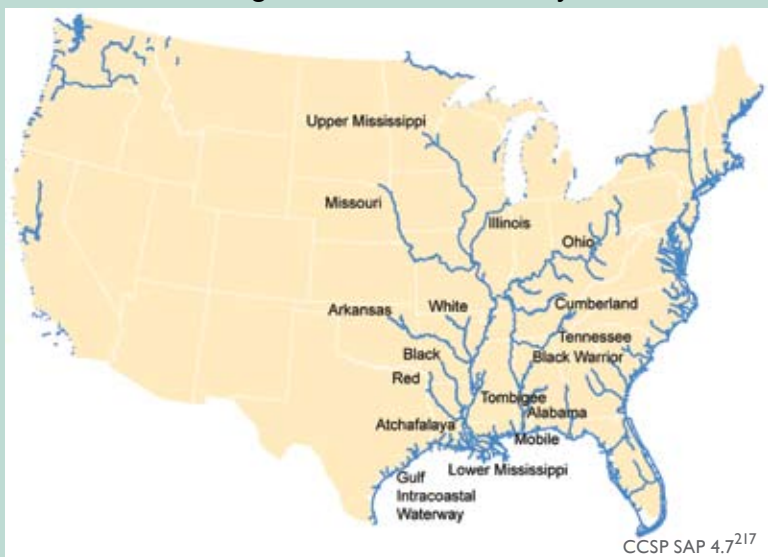 Upper Mississippi
Missouri
Illinois
Ohio
Arkansas
White
Cumberland
Tennessee
Black
Black Warrior
Red
Tombigee
Alabama
Atchafalaya
Mobile
Lower Mississippi
Gulf
Intracoastal
Waterway
CCSP SAP 4.7217